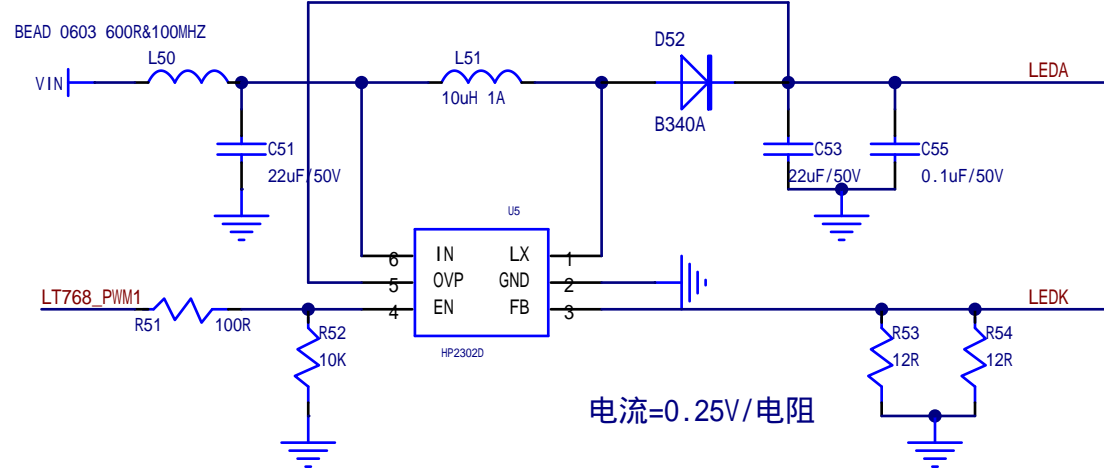 BEAD 0603 600R&100MHZ
L50
VIN
L51
10uH 1A
D52
B340A
LEDA
C51
22uF/50V
C53
22uF/50V
C55
0.1uF/50V
U5
6 IN LX 1
5 OVP GND 2
4 EN FB 3
HP2302D
LT768_PWM1
R51 100R
R52
10K
LEDK
R53
12R
R54
12R
电流=0.25V/电阻